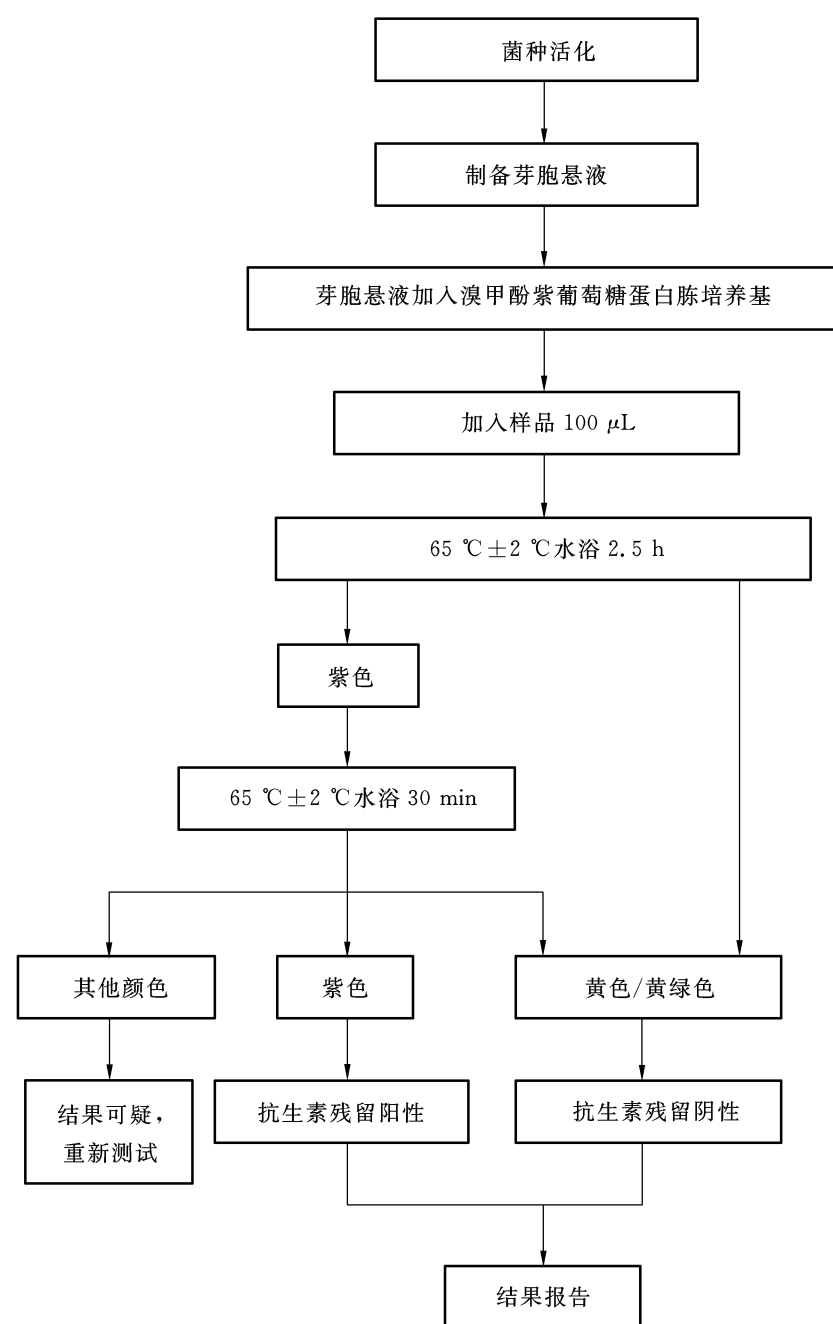 菌种活化
制备芽胞悬液
芽胞悬液加入溴甲酚紫葡萄糖蛋白胨培养基
加入样品 100 μL
65 ℃±2 ℃水浴 2.5 h
紫色
65 ℃±2 ℃水浴 30 min
其他颜色
紫色
黄色/黄绿色
结果可疑，
重新测试
抗生素残留阳性
抗生素残留阴性
结果报告